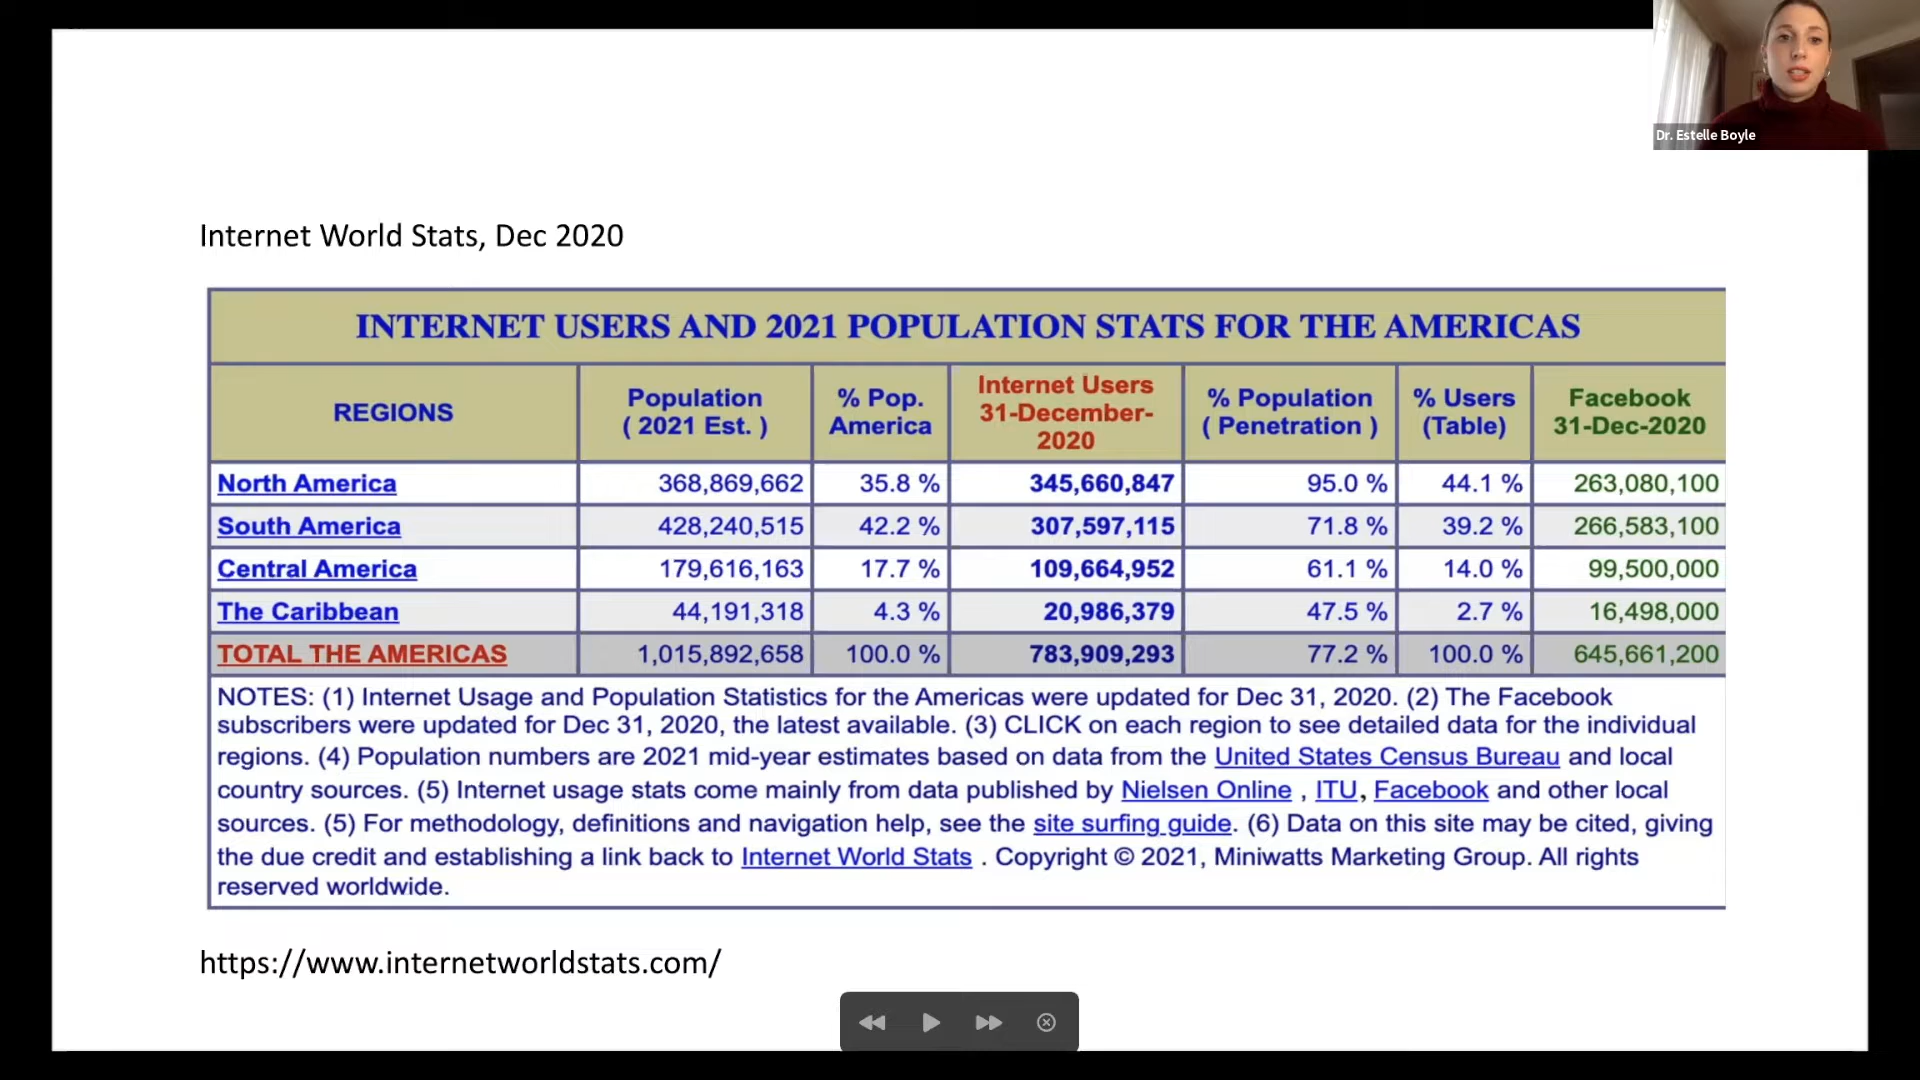 Dr. Estelle Boyle
Internet World Stats, Dec 2020
INTERNET USERS AND 2021 POPULATION STATS FOR THE AMERICAS
REGIONS Population ( 2021 Est. ) % Pop. America Internet Users 31-December-2020 % Population ( Penetration ) % Users (Table) Facebook 31-Dec-2020
North America 368,869,662 35.8 % 345,660,847 95.0 % 44.1 % 263,080,100
South America 428,240,515 42.2 % 307,597,115 71.8 % 39.2 % 266,583,100
Central America 179,616,163 17.7 % 109,664,952 61.1 % 14.0 % 99,500,000
The Caribbean 44,191,318 4.3 % 20,986,379 47.5 % 2.7 % 16,498,000
TOTAL THE AMERICAS 1,015,892,658 100.0 % 783,909,293 77.2 % 100.0 % 645,661,200
NOTES: (1) Internet Usage and Population Statistics for the Americas were updated for Dec 31, 2020. (2) The Facebook
subscribers were updated for Dec 31, 2020, the latest available. (3) CLICK on each region to see detailed data for the individual
regions. (4) Population numbers are 2021 mid-year estimates based on data from the United States Census Bureau and local
country sources. (5) Internet usage stats come mainly from data published by Nielsen Online , ITU, Facebook and other local
sources. (5) For methodology, definitions and navigation help, see the site surfing guide. (6) Data on this site may be cited, giving
the due credit and establishing a link back to Internet World Stats . Copyright © 2021, Miniwatts Marketing Group. All rights
reserved worldwide.
https://www.internetworldstats.com/